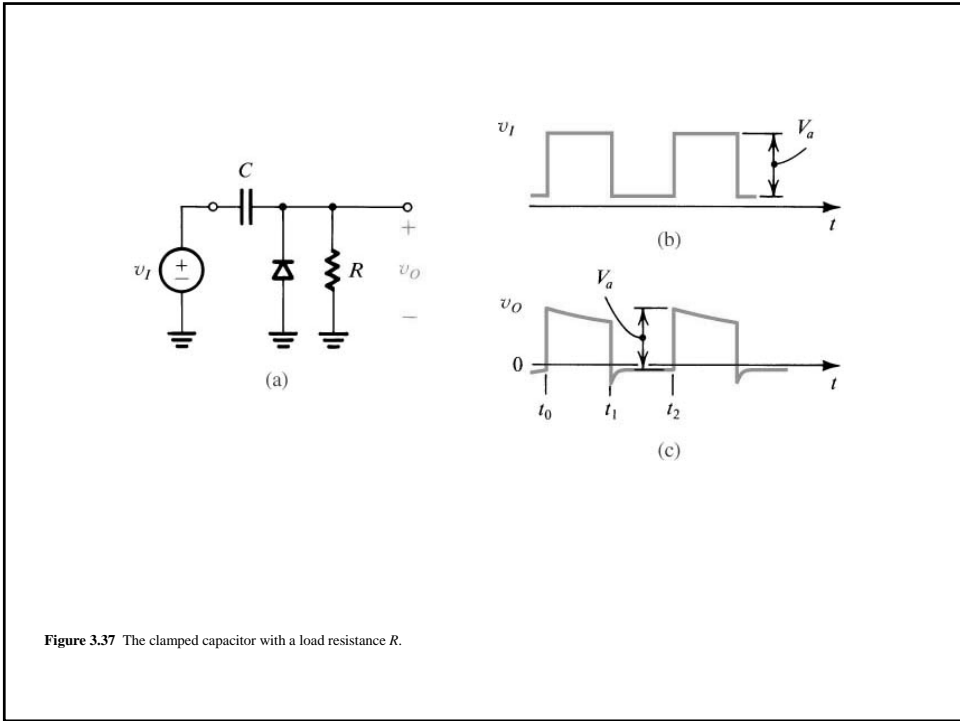 C
v_I
+
−
R
+
v_O
−
(a)
v_I
V_a
t
(b)
V_a
v_O
0
t
t_0 t_1 t_2
(c)
Figure 3.37 The clamped capacitor with a load resistance R.